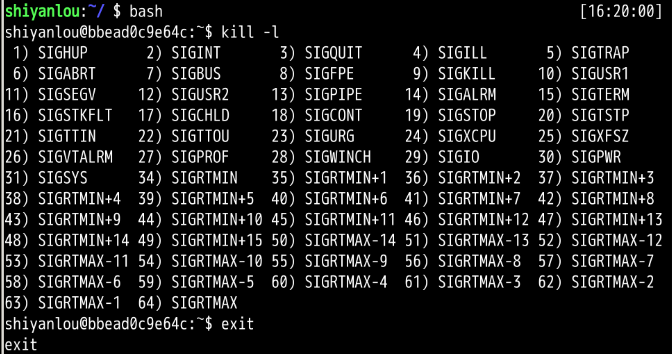 shiyanlou:~/ $ bash [16:20:00]
shiyanlou@bbead0c9e64c:~$ kill -l
1) SIGHUP 2) SIGINT 3) SIGQUIT 4) SIGILL 5) SIGTRAP
6) SIGABRT 7) SIGBUS 8) SIGFPE 9) SIGKILL 10) SIGUSR1
11) SIGSEGV 12) SIGUSR2 13) SIGPIPE 14) SIGALRM 15) SIGTERM
16) SIGSTKFLT 17) SIGCHLD 18) SIGCONT 19) SIGSTOP 20) SIGTSTP
21) SIGTTIN 22) SIGTTOU 23) SIGURG 24) SIGXCPU 25) SIGXFSZ
26) SIGVTALRM 27) SIGPROF 28) SIGWINCH 29) SIGIO 30) SIGPWR
31) SIGSYS 34) SIGRTMIN 35) SIGRTMIN+1 36) SIGRTMIN+2 37) SIGRTMIN+3
38) SIGRTMIN+4 39) SIGRTMIN+5 40) SIGRTMIN+6 41) SIGRTMIN+7 42) SIGRTMIN+8
43) SIGRTMIN+9 44) SIGRTMIN+10 45) SIGRTMIN+11 46) SIGRTMIN+12 47) SIGRTMIN+13
48) SIGRTMIN+14 49) SIGRTMIN+15 50) SIGRTMAX-14 51) SIGRTMAX-13 52) SIGRTMAX-12
53) SIGRTMAX-11 54) SIGRTMAX-10 55) SIGRTMAX-9 56) SIGRTMAX-8 57) SIGRTMAX-7
58) SIGRTMAX-6 59) SIGRTMAX-5 60) SIGRTMAX-4 61) SIGRTMAX-3 62) SIGRTMAX-2
63) SIGRTMAX-1 64) SIGRTMAX
shiyanlou@bbead0c9e64c:~$ exit
exit